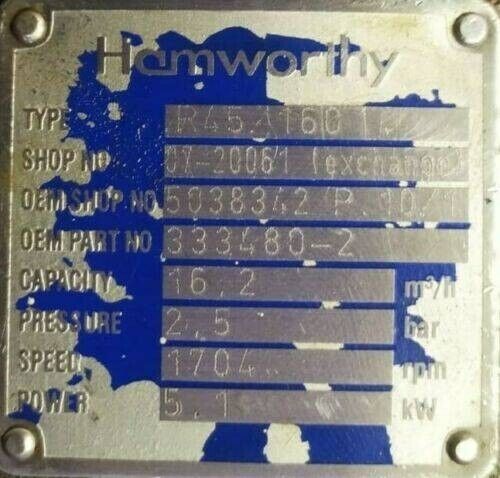 Hamworthy
TYPE
SHOP NO 07-20061 (exchange)
OEM SHOP NO 5038342 P 10/1
OEM PART NO 333480-2
CAPACITY 16,2 m³/h
PRESSURE 2,5 bar
SPEED 1704 rpm
POWER 5,1 kW